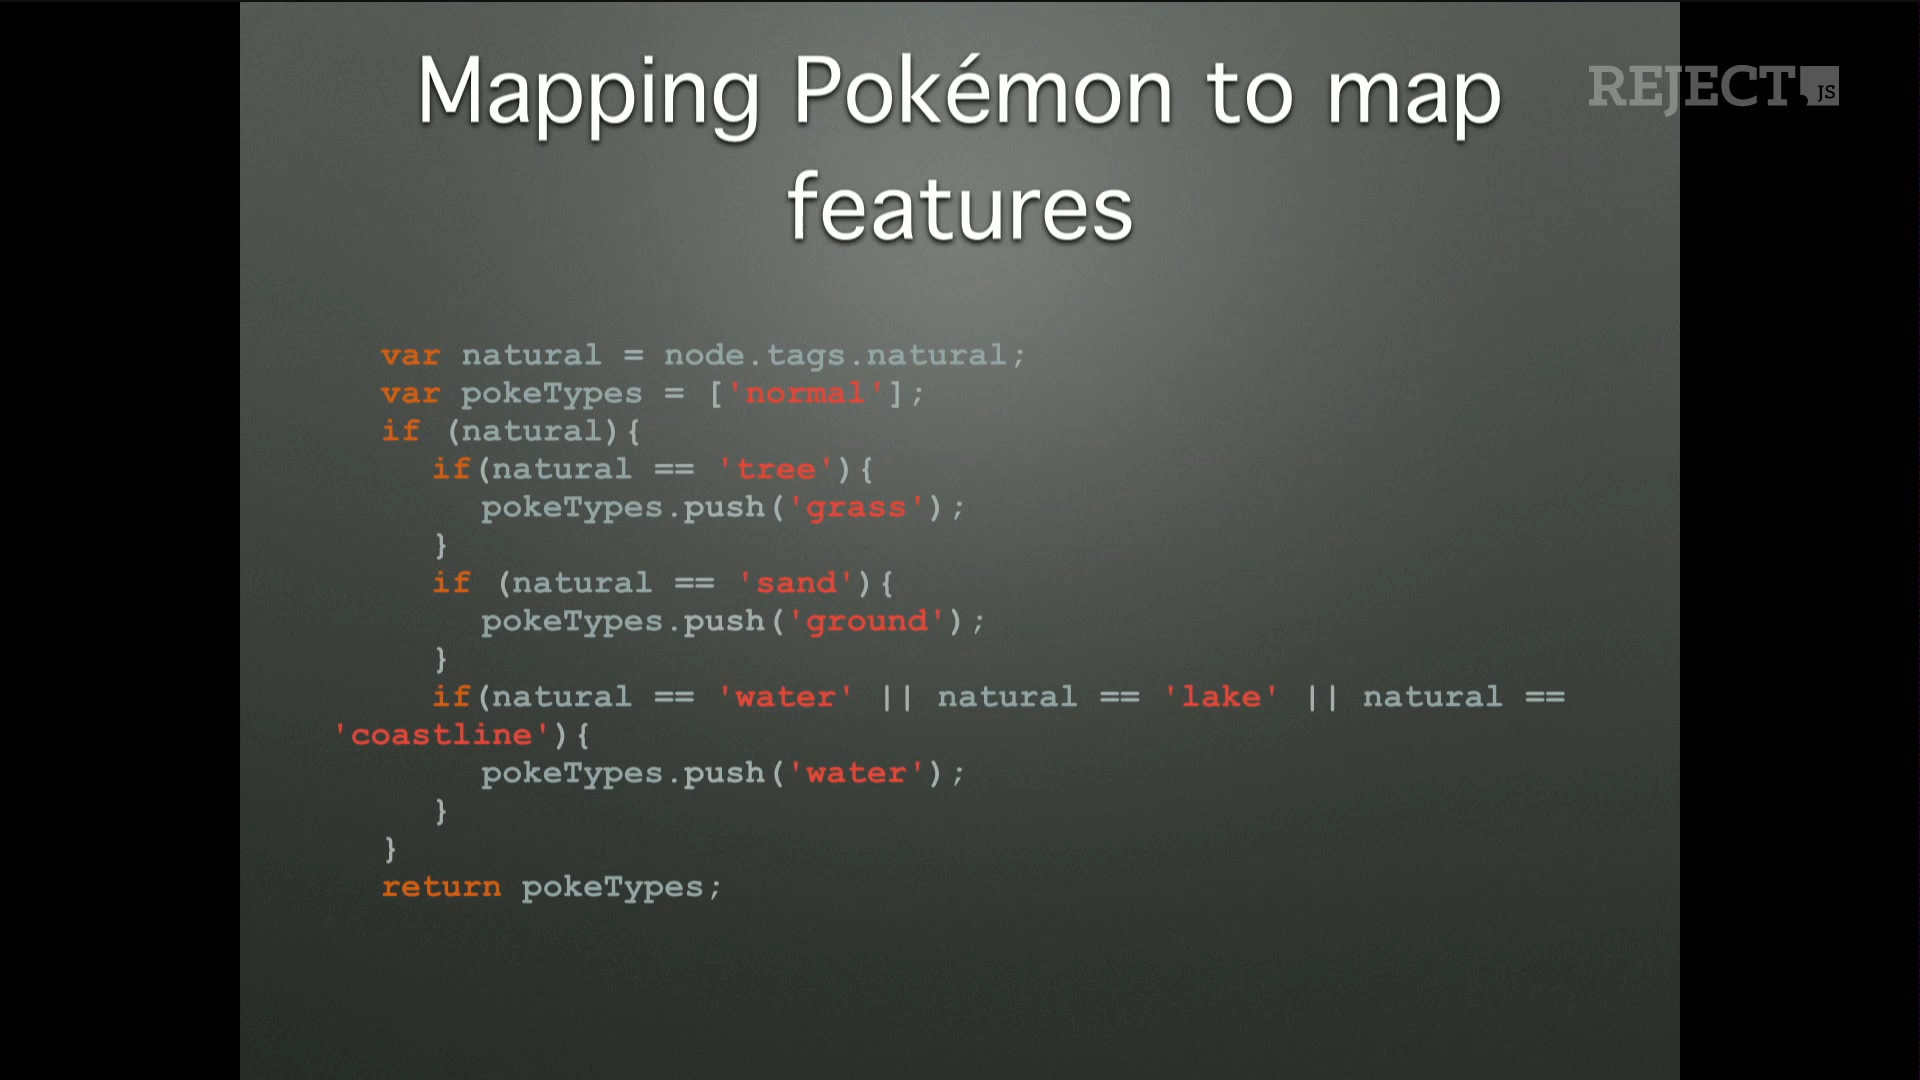 Mapping Pokémon to map
features
REJECT.JS
var natural = node.tags.natural;
var pokeTypes = ['normal'];
if (natural){
if(natural == 'tree'){
pokeTypes.push('grass');
}
if (natural == 'sand'){
pokeTypes.push('ground');
}
if(natural == 'water' || natural == 'lake' || natural ==
'coastline'){
pokeTypes.push('water');
}
}
return pokeTypes;